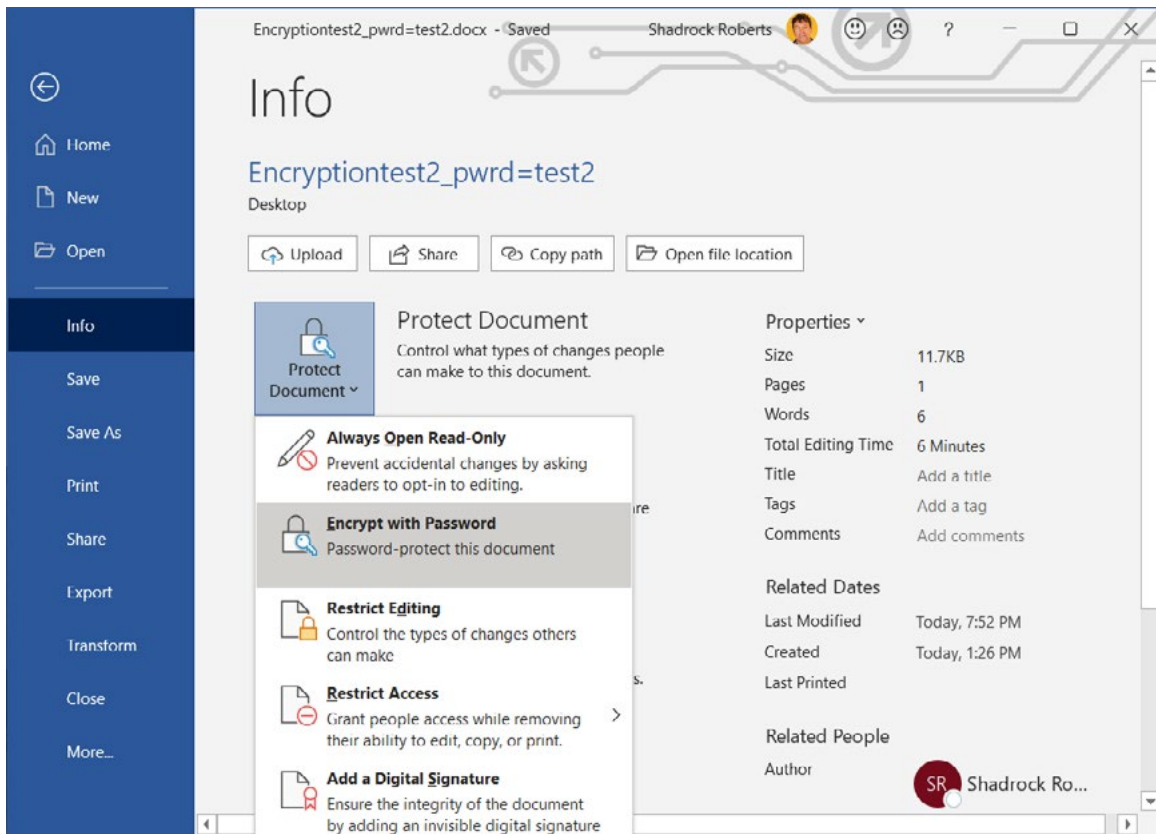 Encryptiontest2_pwrd=test2.docx - Saved
Shadrock Roberts
?
Info
Home
New
Open
Info
Save
Save As
Print
Share
Export
Transform
Close
More...
Encryptiontest2_pwrd=test2
Desktop
Upload
Share
Copy path
Open file location
Protect
Document
Protect Document
Control what types of changes people
can make to this document.
Always Open Read-Only
Prevent accidental changes by asking
readers to opt-in to editing.
re
Encrypt with Password
Password-protect this document
Restrict Editing
Control the types of changes others
can make
s.
Restrict Access
Grant people access while removing
their ability to edit, copy, or print.
Add a Digital Signature
Ensure the integrity of the document
by adding an invisible digital signature
Properties
Size 11.7KB
Pages 1
Words 6
Total Editing Time 6 Minutes
Title Add a title
Tags Add a tag
Comments Add comments
Related Dates
Last Modified Today, 7:52 PM
Created Today, 1:26 PM
Last Printed
Related People
Author
SR Shadrock Ro...